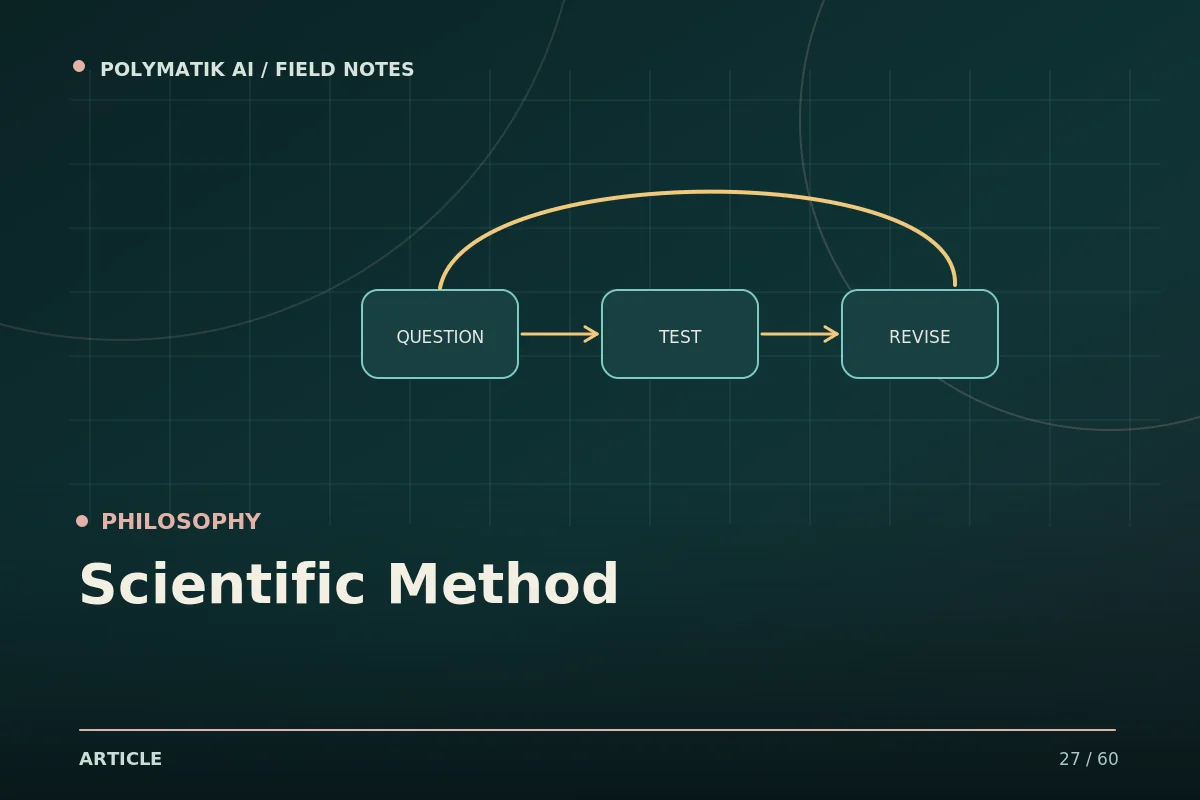 POLYMATIK AI / FIELD NOTES
QUESTION
TEST
REVISE
PHILOSOPHY
Scientific Method
ARTICLE
27 / 60